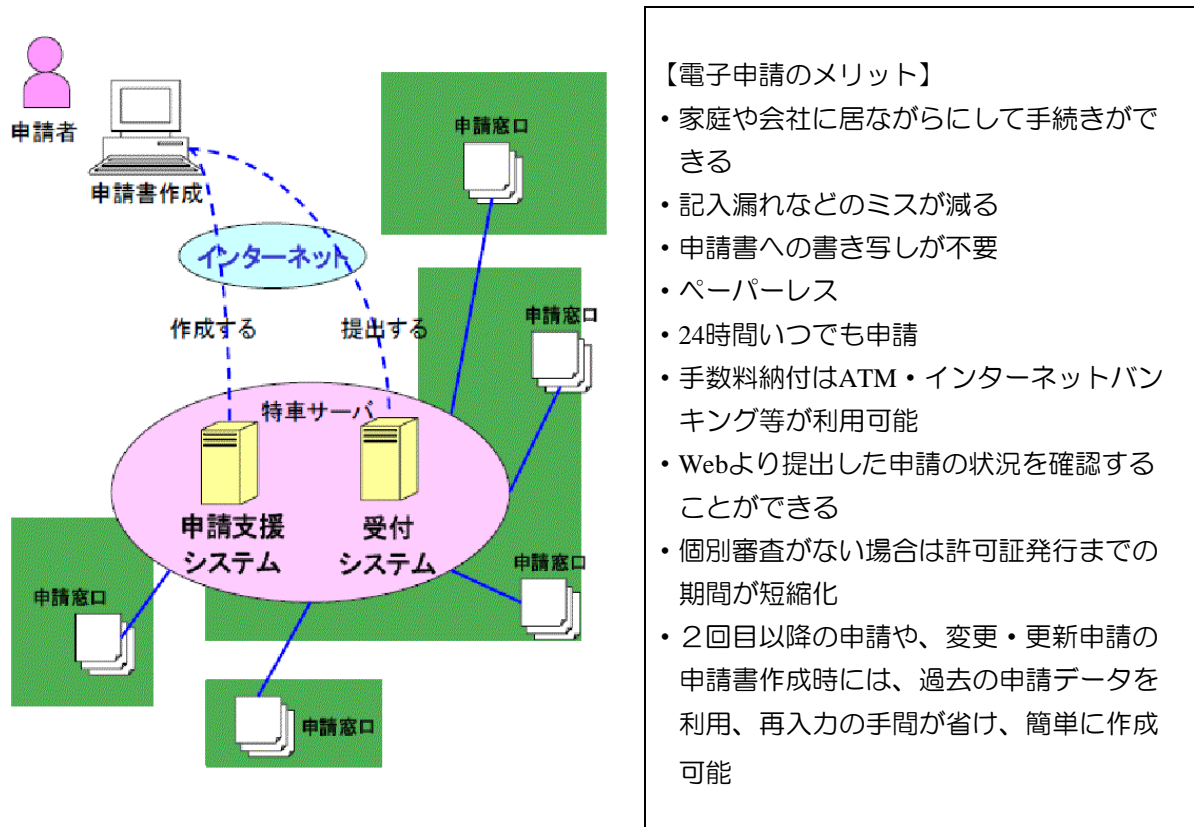 申請者
申請書作成
インターネット
作成する
提出する
特車サーバ
申請支援
システム
受付
システム
申請窓口
申請窓口
申請窓口
申請窓口
申請窓口
【電子申請のメリット】
・家庭や会社に居ながらにして手続きがで
きる
・記入漏れなどのミスが減る
・申請書への書き写しが不要
・ペーパーレス
・24時間いつでも申請
・手数料納付はATM・インターネットバン
キング等が利用可能
・Webより提出した申請の状況を確認する
ことができる
・個別審査がない場合は許可証発行までの
期間が短縮化
・２回目以降の申請や、変更・更新申請の
申請書作成時には、過去の申請データを
利用、再入力の手間が省け、簡単に作成
可能